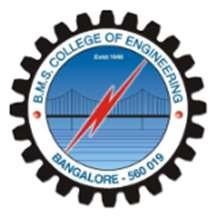 B.M.S. COLLEGE OF ENGINEERING
Estd.1946
BANGALORE - 560 019